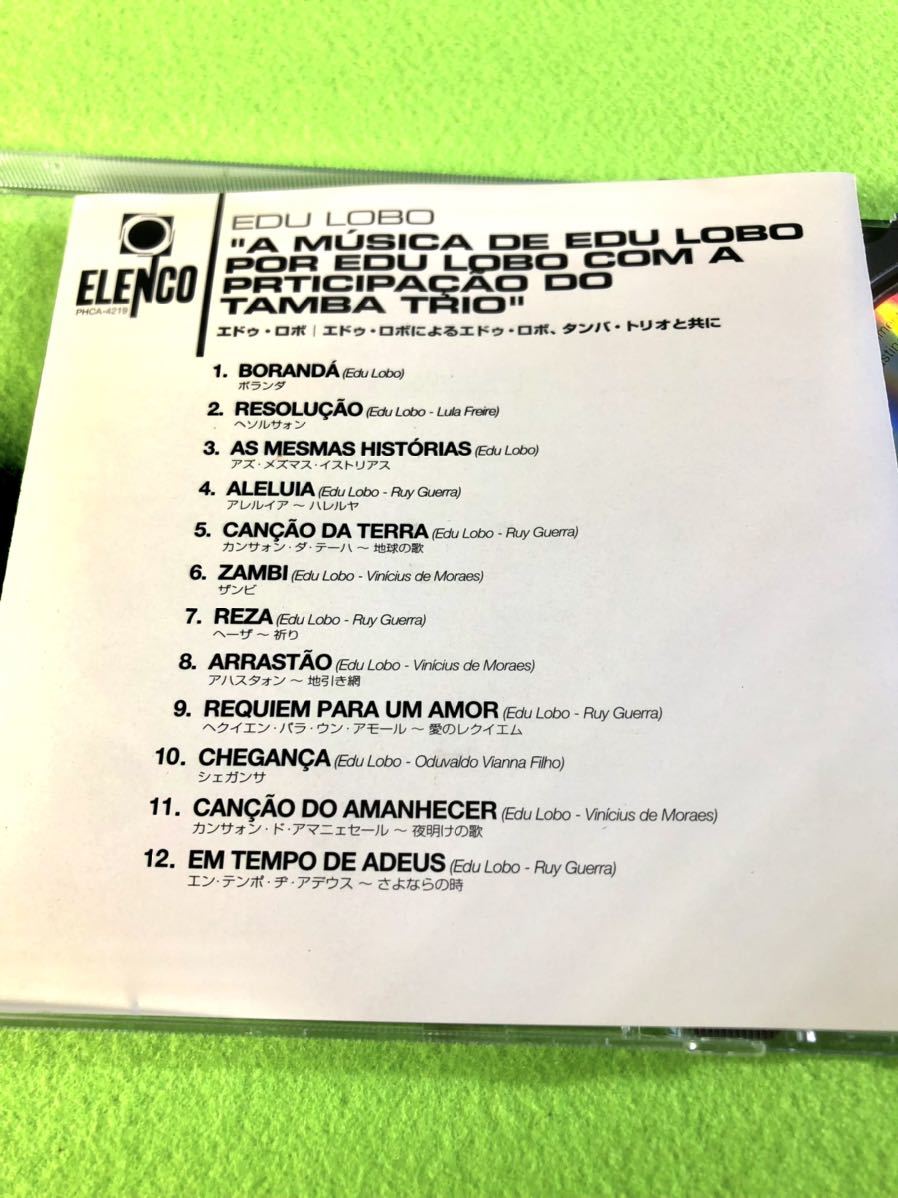 ELENCO
PHCA-4219
EDU LOBO
"A MÚSICA DE EDU LOBO
POR EDU LOBO COM A
PRTICIPAÇÃO DO
TAMBA TRIO"
エドゥ・ロボ | エドゥ・ロボによるエドゥ・ロボ、タンバ・トリオと共に
1. BORANDÁ (Edu Lobo)
ボランダ
2. RESOLUÇÃO (Edu Lobo - Lula Freire)
ヘソルサォン
3. AS MESMAS HISTÓRIAS (Edu Lobo)
アズ・メズマス・イストリアス
4. ALELUIA (Edu Lobo - Ruy Guerra)
アレルイア 〜 ハレルヤ
5. CANÇÃO DA TERRA (Edu Lobo - Ruy Guerra)
カンサォン・ダ・テーハ 〜 地球の歌
6. ZAMBI (Edu Lobo - Vinícius de Moraes)
ザンビ
7. REZA (Edu Lobo - Ruy Guerra)
ヘーザ 〜 祈り
8. ARRASTÃO (Edu Lobo - Vinícius de Moraes)
アハスタォン 〜 地引き網
9. REQUIEM PARA UM AMOR (Edu Lobo - Ruy Guerra)
ヘクイエン・パラ・ウン・アモール 〜 愛のレクイエム
10. CHEGANÇA (Edu Lobo - Oduvaldo Vianna Filho)
シェガンサ
11. CANÇÃO DO AMANHECER (Edu Lobo - Vinícius de Moraes)
カンサォン・ド・アマニェセール 〜 夜明けの歌
12. EM TEMPO DE ADEUS (Edu Lobo - Ruy Guerra)
エン・テンポ・ヂ・アデウス 〜 さよならの時